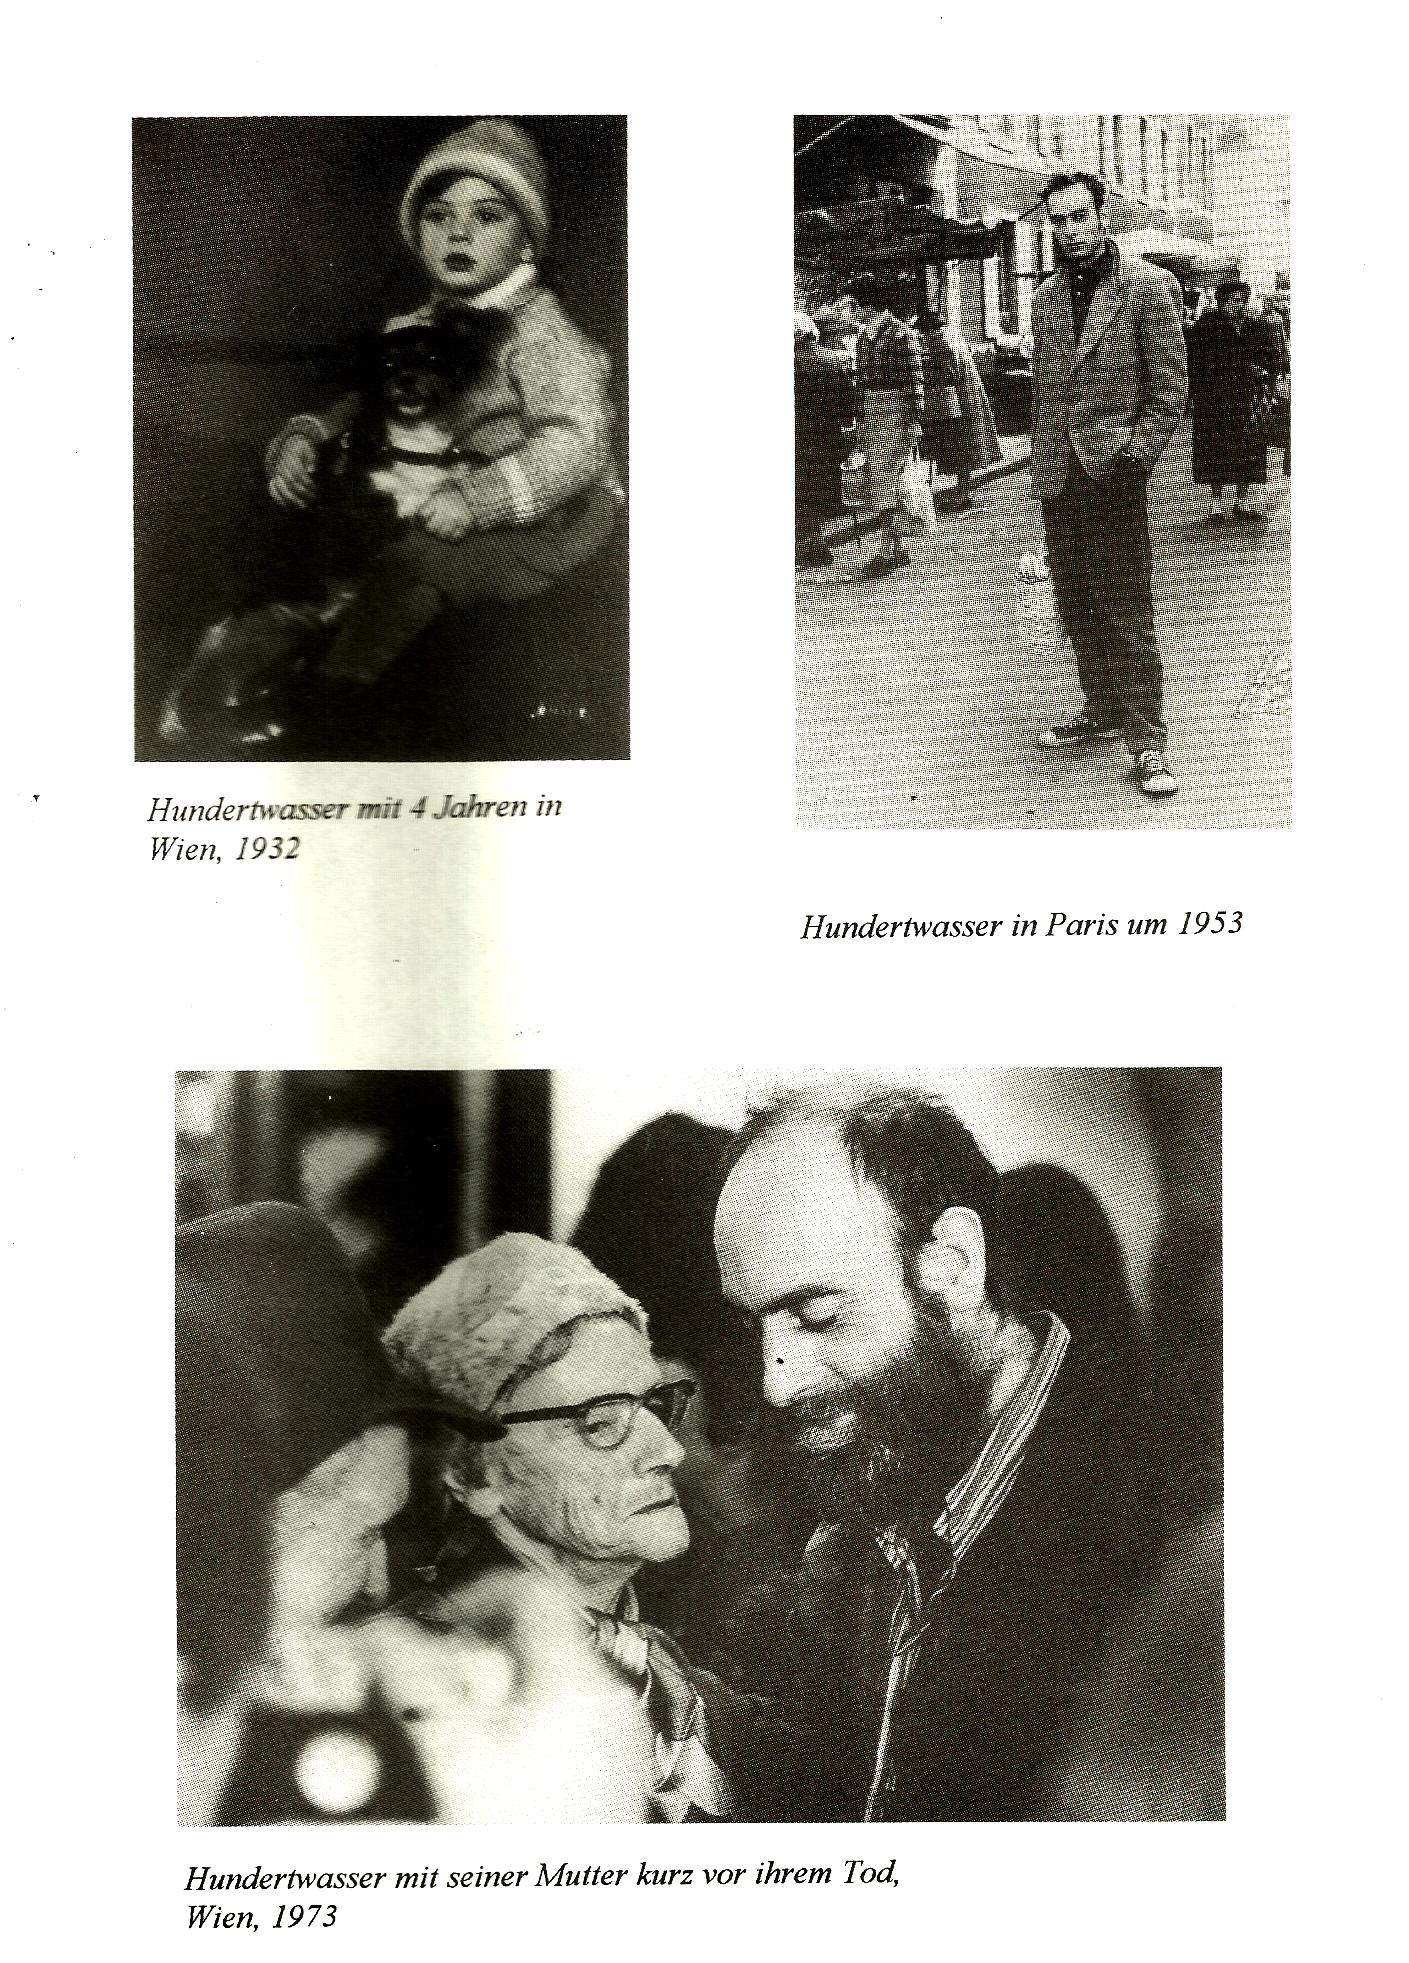 Hundertwasser mit 4 Jahren in
Wien, 1932
Hundertwasser in Paris um 1953
Hundertwasser mit seiner Mutter kurz vor ihrem Tod,
Wien, 1973